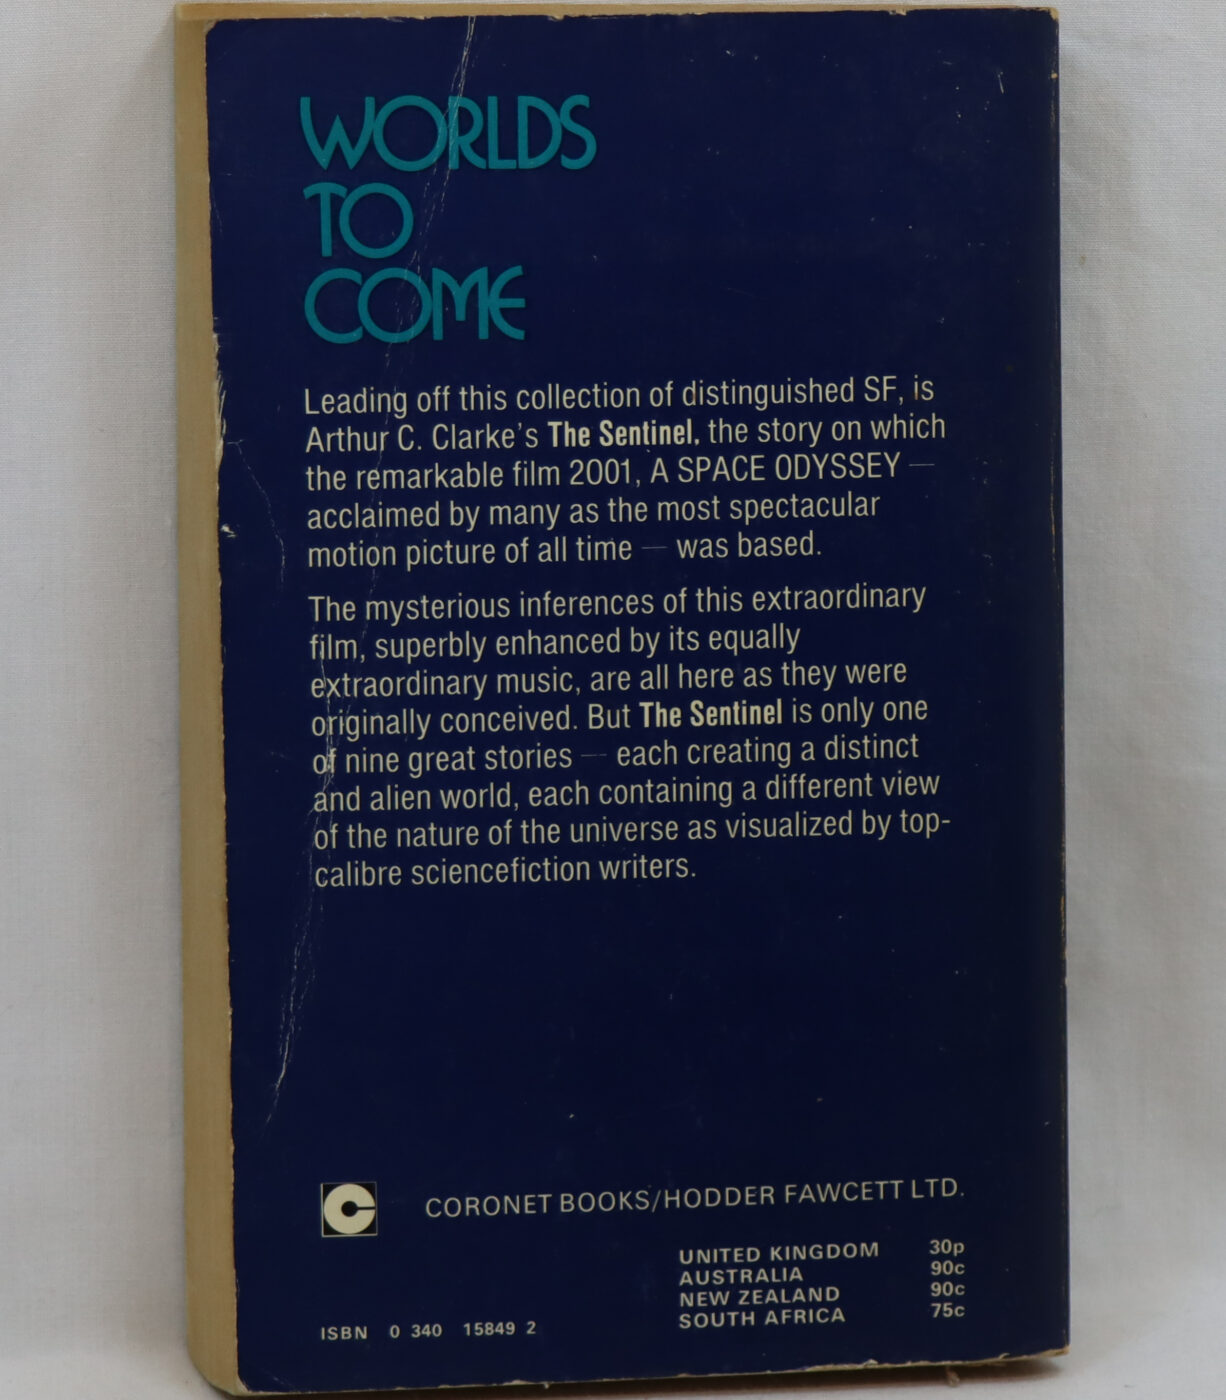 WORLDS
TO
COME
Leading off this collection of distinguished SF, is
Arthur C. Clarke's The Sentinel, the story on which
the remarkable film 2001, A SPACE ODYSSEY —
acclaimed by many as the most spectacular
motion picture of all time — was based.
The mysterious inferences of this extraordinary
film, superbly enhanced by its equally
extraordinary music, are all here as they were
originally conceived. But The Sentinel is only one
of nine great stories — each creating a distinct
and alien world, each containing a different view
of the nature of the universe as visualized by top-
calibre sciencefiction writers.
CORONET BOOKS/HODDER FAWCETT LTD.
UNITED KINGDOM 30p
AUSTRALIA 90c
NEW ZEALAND 90c
SOUTH AFRICA 75c
ISBN 0 340 15849 2